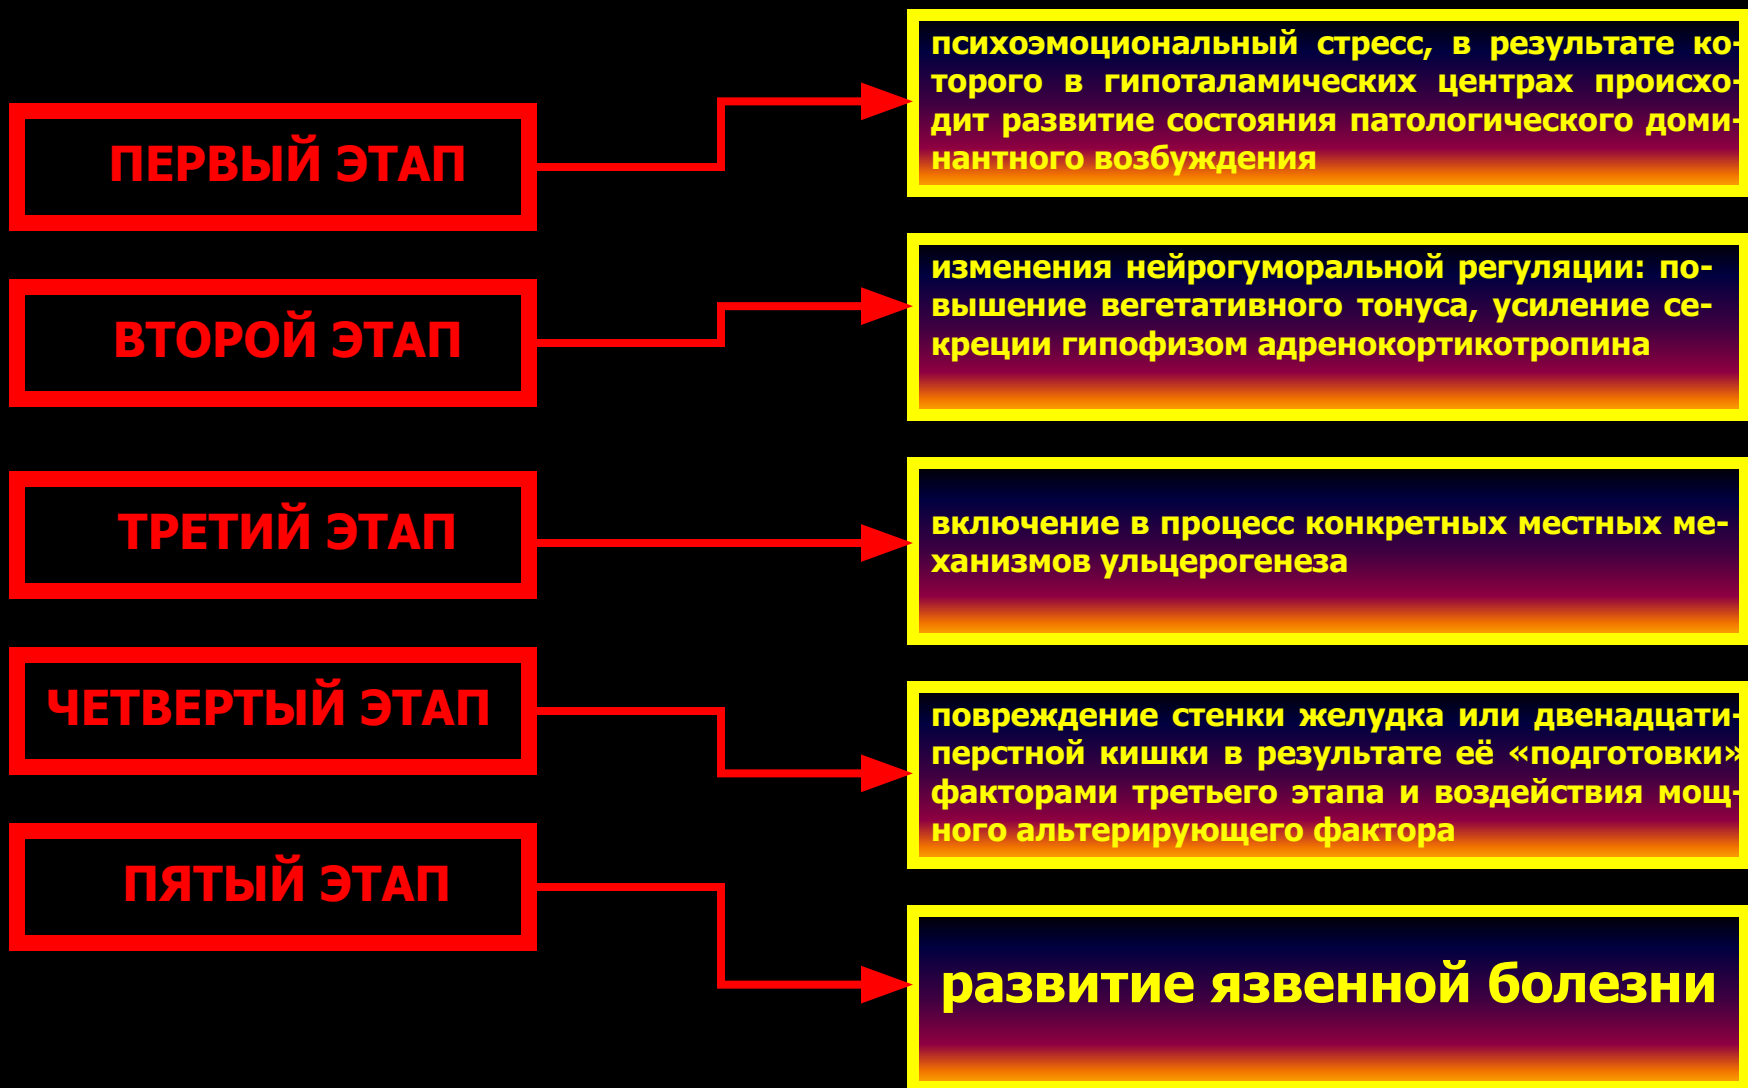 ПЕРВЫЙ ЭТАП
психоэмоциональный стресс, в результате ко-
торого в гипоталамических центрах происхо-
дит развитие состояния патологического доми-
нантного возбуждения
ВТОРОЙ ЭТАП
изменения нейрогуморальной регуляции: по-
вышение вегетативного тонуса, усиление се-
креции гипофизом адренокортикотропина
ТРЕТИЙ ЭТАП
включение в процесс конкретных местных ме-
ханизмов ульцерогенеза
ЧЕТВЕРТЫЙ ЭТАП
повреждение стенки желудка или двенадцати-
перстной кишки в результате её «подготовки»
факторами третьего этапа и воздействия мощ-
ного альтерирующего фактора
ПЯТЫЙ ЭТАП
развитие язвенной болезни